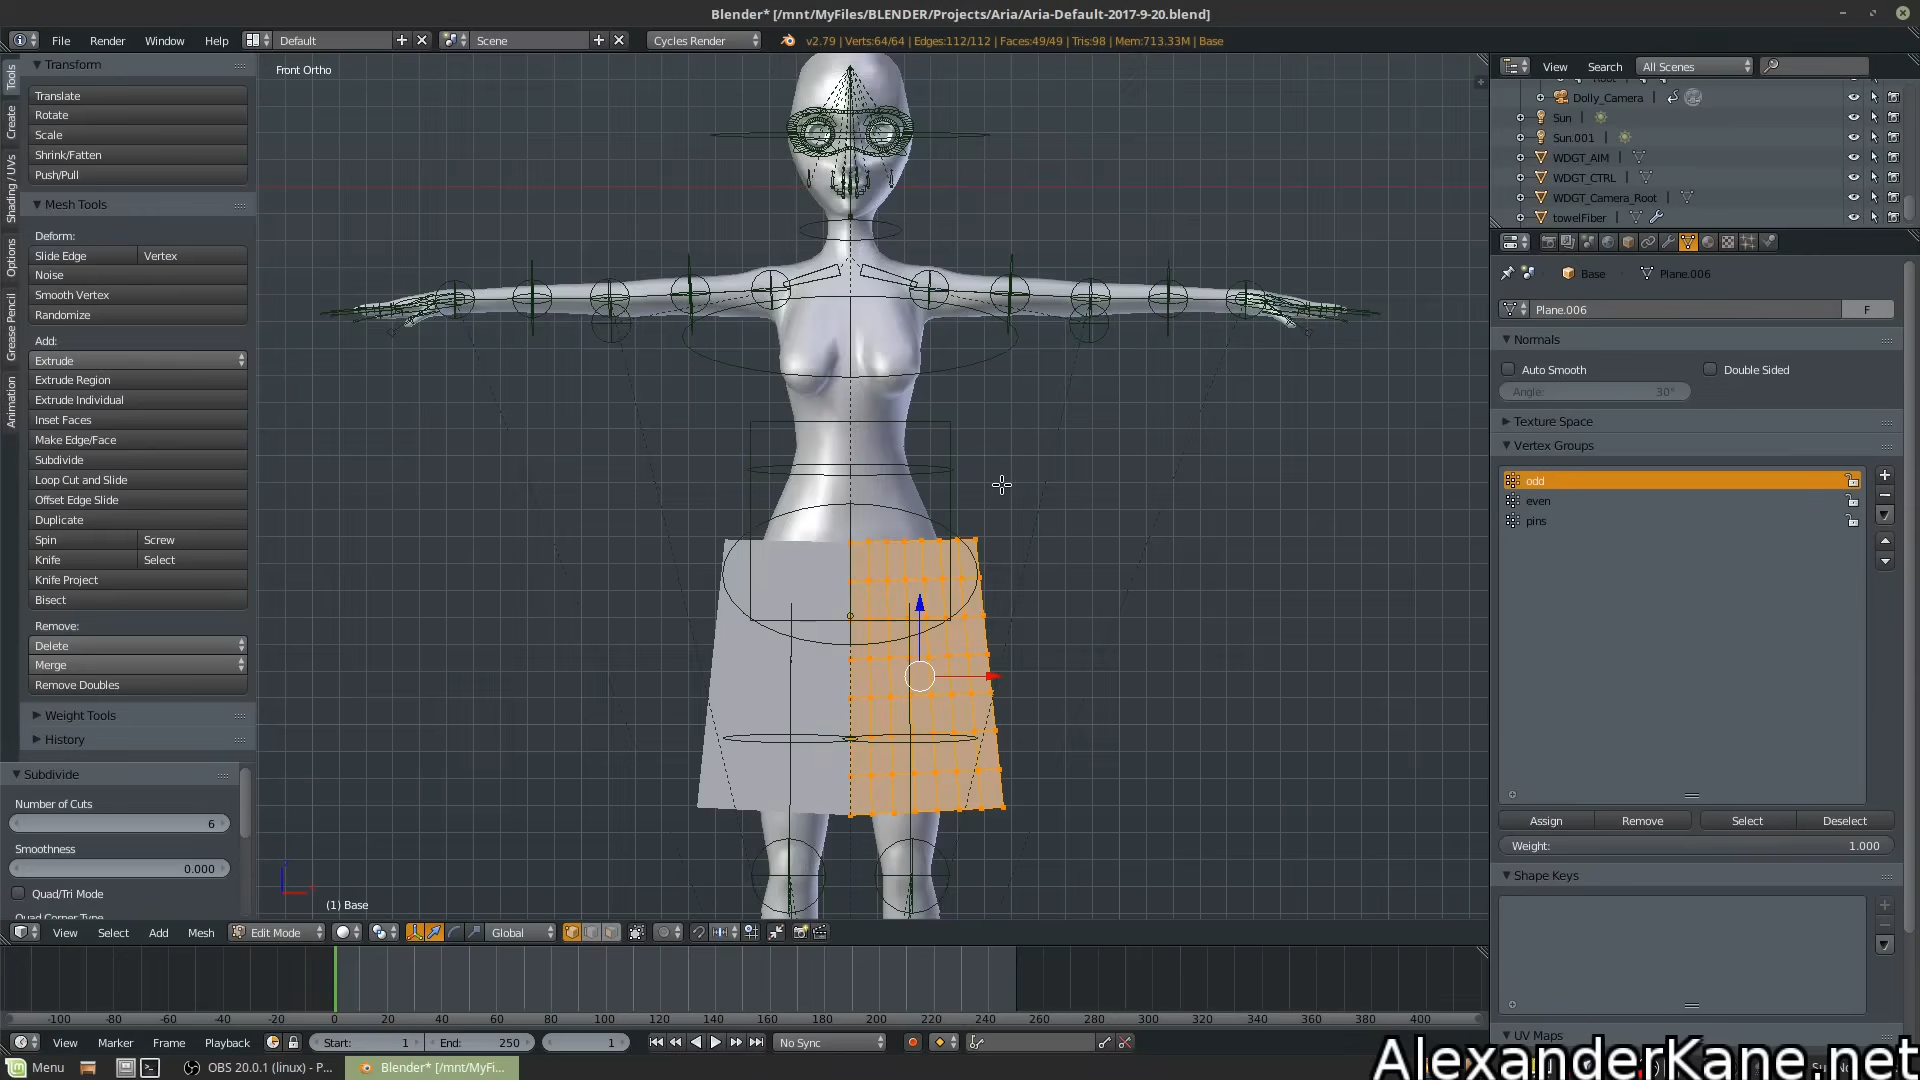 Blender* [/mnt/MyFiles/BLENDER/Projects/Aria/Aria-Default-2017-9-20.blend]
File Render Window Help Default Scene Cycles Render v2.79 | Verts:64/64 | Edges:112/112 | Faces:49/49 | Tris:98 | Mem:713.33M | Base
Tools
Create
Shading / UVs
Options
Grease Pencil
Animation
Transform
Translate
Rotate
Scale
Shrink/Fatten
Push/Pull
Mesh Tools
Deform:
Slide Edge Vertex
Noise
Smooth Vertex
Randomize
Add:
Extrude
Extrude Region
Extrude Individual
Inset Faces
Make Edge/Face
Subdivide
Loop Cut and Slide
Offset Edge Slide
Duplicate
Spin Screw
Knife Select
Knife Project
Bisect
Remove:
Delete
Merge
Remove Doubles
Weight Tools
History
Subdivide
Number of Cuts
6
Smoothness
0.000
Quad/Tri Mode
Quad Corner Type
Front Ortho
(1) Base
View Select Add Mesh Edit Mode Global
-100 -80 -60 -40 -20 0 20 40 60 80 100 120 140 160 180 200 220 240 260 280 300 320 340 360 380 400
View Marker Frame Playback Start: 1 End: 250 1 No Sync
View Search All Scenes
Root
Dolly_Camera
Sun
Sun.001
WDGT_AIM
WDGT_CTRL
WDGT_Camera_Root
towelFiber
Base Plane.006
Plane.006 F
Normals
Auto Smooth Double Sided
Angle: 30°
Texture Space
Vertex Groups
odd
even
pins
Assign Remove Select Deselect
Weight: 1.000
Shape Keys
UV Maps
Menu OBS 20.0.1 (linux) - P... Blender* [/mnt/MyFi...
AlexanderKane.net